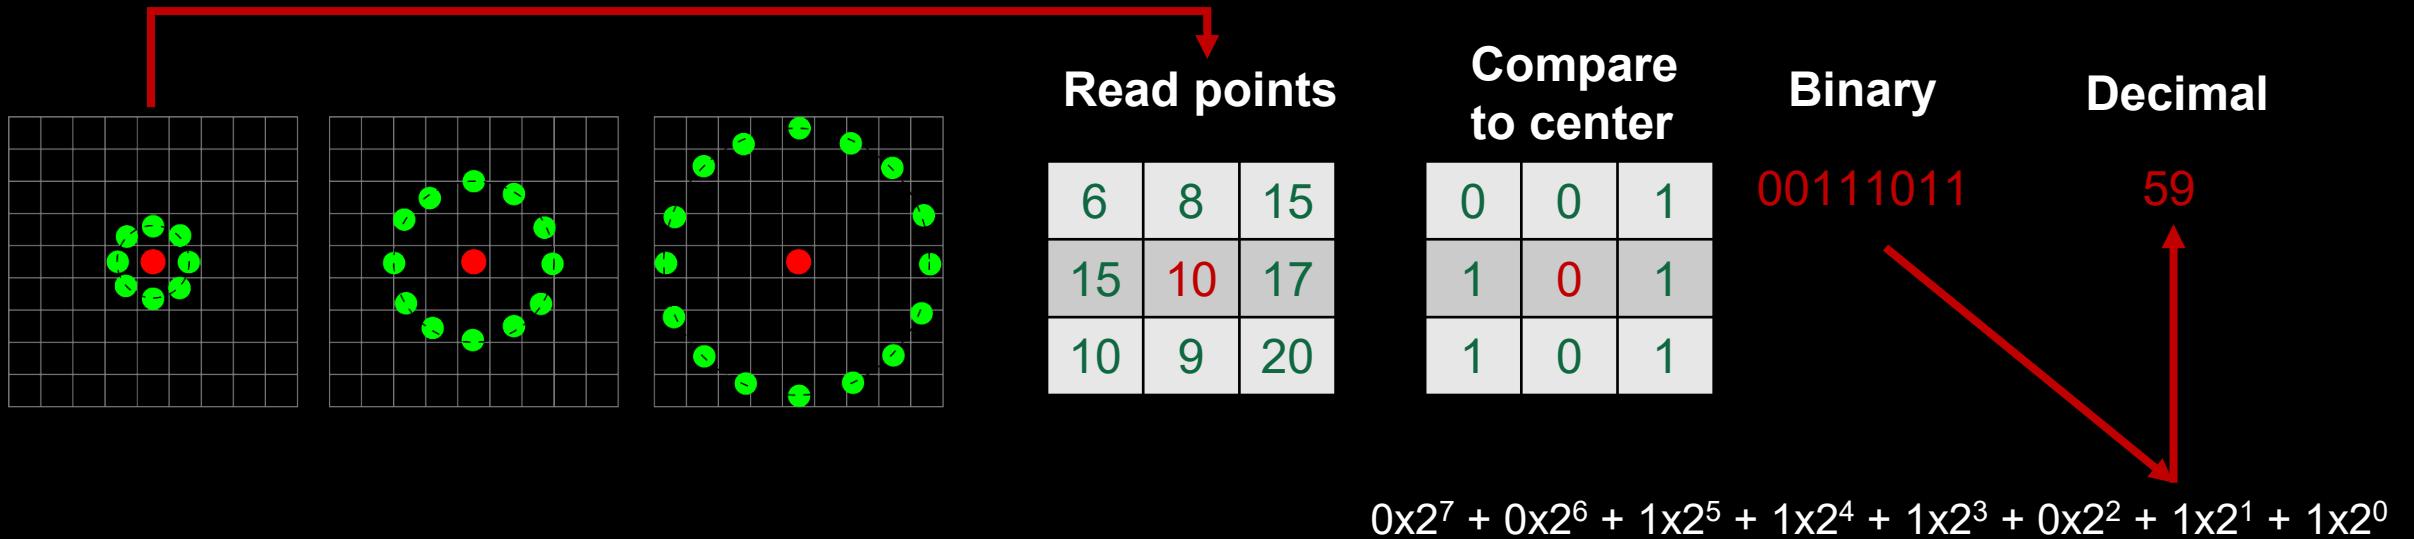 Read points
6 8 15
15 10 17
10 9 20
Compare
to center
0 0 1
1 0 1
1 0 1
Binary
00111011
Decimal
59
0x2⁷ + 0x2⁶ + 1x2⁵ + 1x2⁴ + 1x2³ + 0x2² + 1x2¹ + 1x2⁰